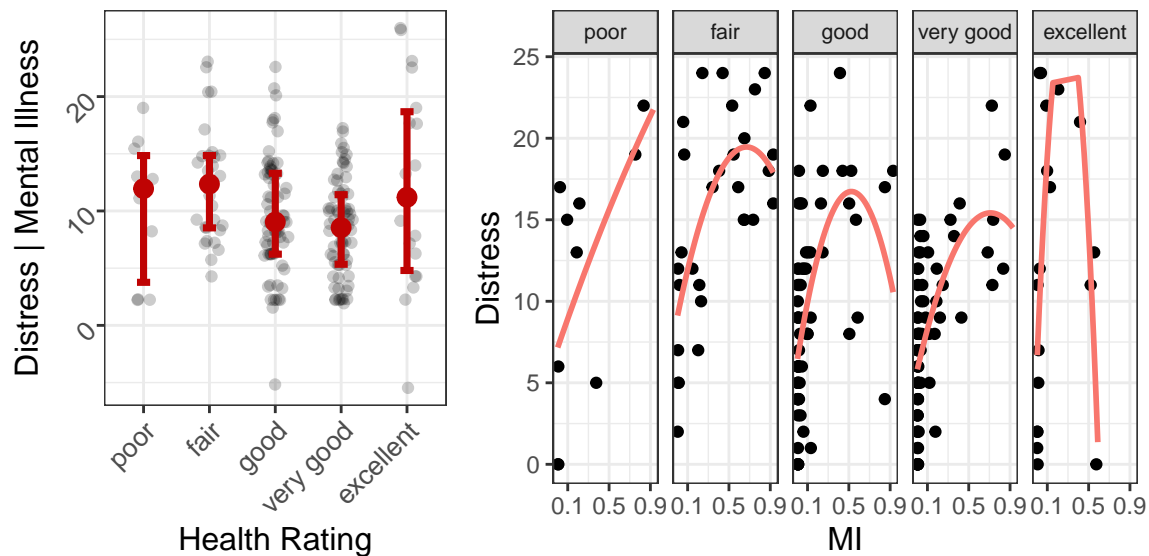 Distress | Mental Illness
20
10
0
poor
fair
good
very good
excellent
Health Rating
poor
fair
good
very good
excellent
Distress
25
20
15
10
5
0
0.1 0.5 0.9 0.1 0.5 0.9 0.1 0.5 0.9 0.1 0.5 0.9 0.1 0.5 0.9
MI